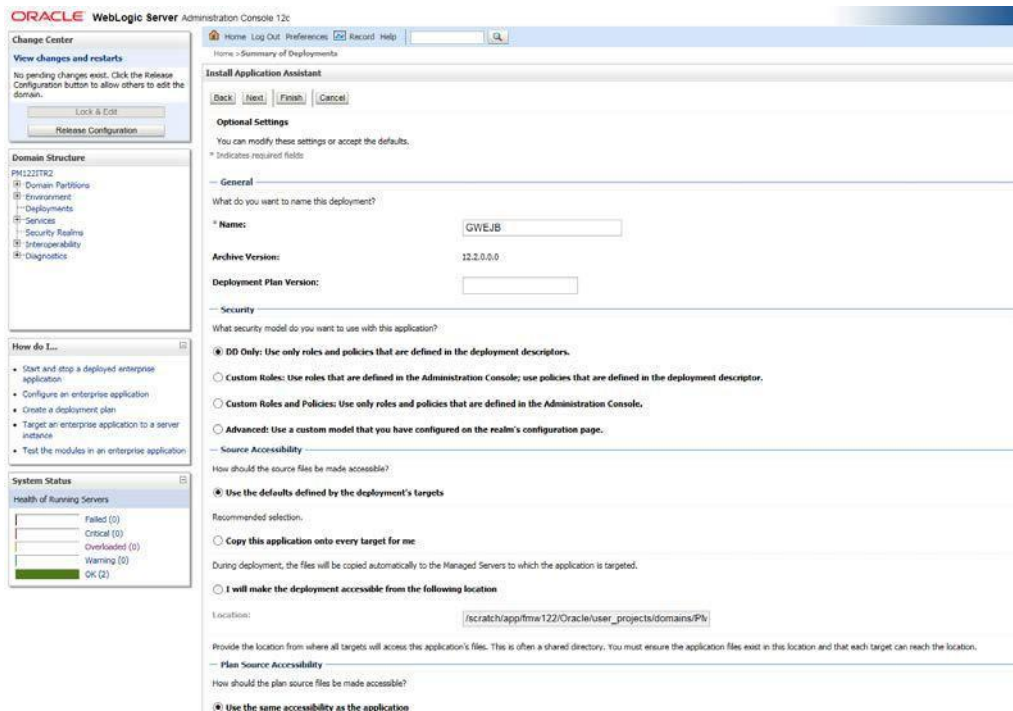 ORACLE WebLogic Server Administration Console 12c
Change Center
View changes and restarts
No pending changes exist. Click the Release
Configuration button to allow others to edit the
domain.
Lock & Edit
Release Configuration
Domain Structure
PM122ITR2
Domain Partitions
Environment
Deployments
Services
Security Realms
Interoperability
Diagnostics
How do I...
Start and stop a deployed enterprise
application
Configure an enterprise application
Create a deployment plan
Target an enterprise application to a server
instance
Test the modules in an enterprise application
System Status
Health of Running Servers
Failed (0)
Critical (0)
Overloaded (0)
Warning (0)
OK (2)
Home Log Out Preferences Record Help
Home >Summary of Deployments
Install Application Assistant
Back Next Finish Cancel
Optional Settings
You can modify these settings or accept the defaults.
* Indicates required fields
General
What do you want to name this deployment?
* Name: GWEJB
Archive Version: 12.2.0.0.0
Deployment Plan Version:
Security
What security model do you want to use with this application?
DD Only: Use only roles and policies that are defined in the deployment descriptors.
Custom Roles: Use roles that are defined in the Administration Console; use policies that are defined in the deployment descriptor.
Custom Roles and Policies: Use only roles and policies that are defined in the Administration Console.
Advanced: Use a custom model that you have configured on the realm's configuration page.
Source Accessibility
How should the source files be made accessible?
Use the defaults defined by the deployment's targets
Recommended selection.
Copy this application onto every target for me
During deployment, the files will be copied automatically to the Managed Servers to which the application is targeted.
I will make the deployment accessible from the following location
Location: /scratch/app/fmw122/Oracle/user_projects/domains/PM
Provide the location from where all targets will access this application's files. This is often a shared directory. You must ensure the application files exist in this location and that each target can reach the location.
Plan Source Accessibility
How should the plan source files be made accessible?
Use the same accessibility as the application